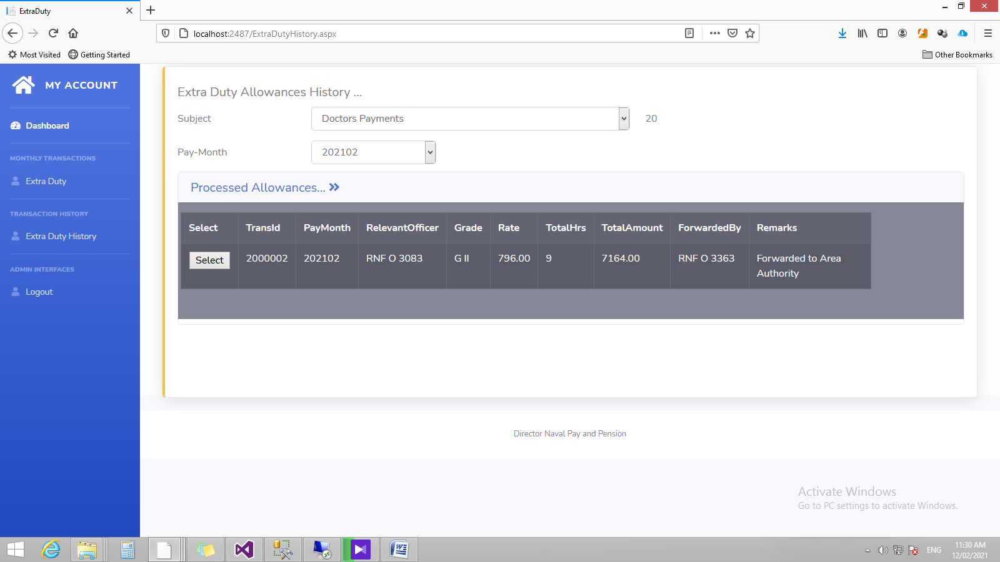 ExtraDuty
localhost:2487/ExtraDutyHistory.aspx
Most Visited
Getting Started
Other Bookmarks
MY ACCOUNT
Dashboard
MONTHLY TRANSACTIONS
Extra Duty
TRANSACTION HISTORY
Extra Duty History
ADMIN INTERFACES
Logout
Extra Duty Allowances History ...
Subject Doctors Payments 20
Pay-Month 202102
Processed Allowances...
Select TransId PayMonth RelevantOfficer Grade Rate TotalHrs TotalAmount ForwardedBy Remarks
Select 2000002 202102 RNF O 3083 G II 796.00 9 7164.00 RNF O 3363 Forwarded to Area
Authority
Director Naval Pay and Pension
Activate Windows
Go to PC settings to activate Windows.
ENG
11:30 AM
12/02/2021